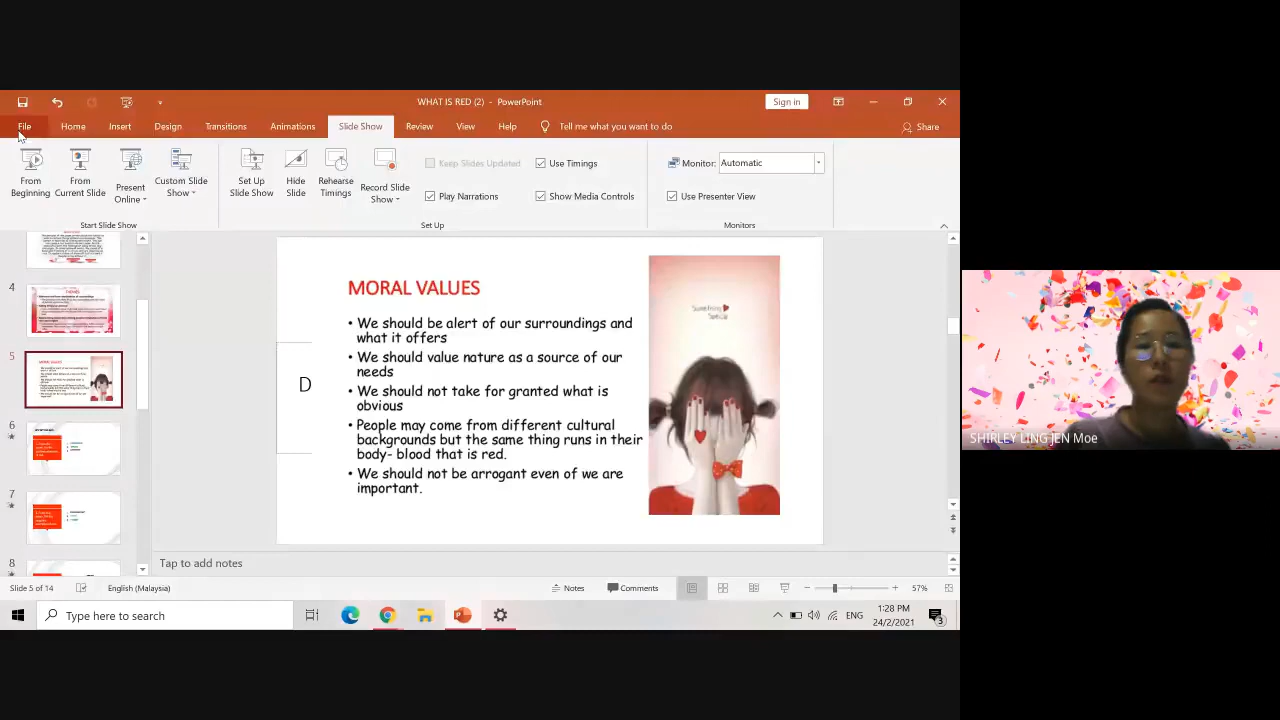 WHAT IS RED (2) - PowerPoint
Sign in
File Home Insert Design Transitions Animations Slide Show Review View Help Tell me what you want to do Share
From Beginning
From Current Slide
Present Online
Custom Slide Show
Set Up Slide Show
Hide Slide
Rehearse Timings
Record Slide Show
Keep Slides Updated
Use Timings
Play Narrations
Show Media Controls
Monitor: Automatic
Use Presenter View
Start Slide Show
Set Up
Monitors
4
5
6
7
8
D
MORAL VALUES
• We should be alert of our surroundings and
what it offers
• We should value nature as a source of our
needs
• We should not take for granted what is
obvious
• People may come from different cultural
backgrounds but the same thing runs in their
body- blood that is red.
• We should not be arrogant even of we are
important.
Something
Tap to add notes
Slide 5 of 14
English (Malaysia)
Notes
Comments
57%
Type here to search
ENG
1:28 PM
24/2/2021
3
SHIRLEY LING JEN Moe